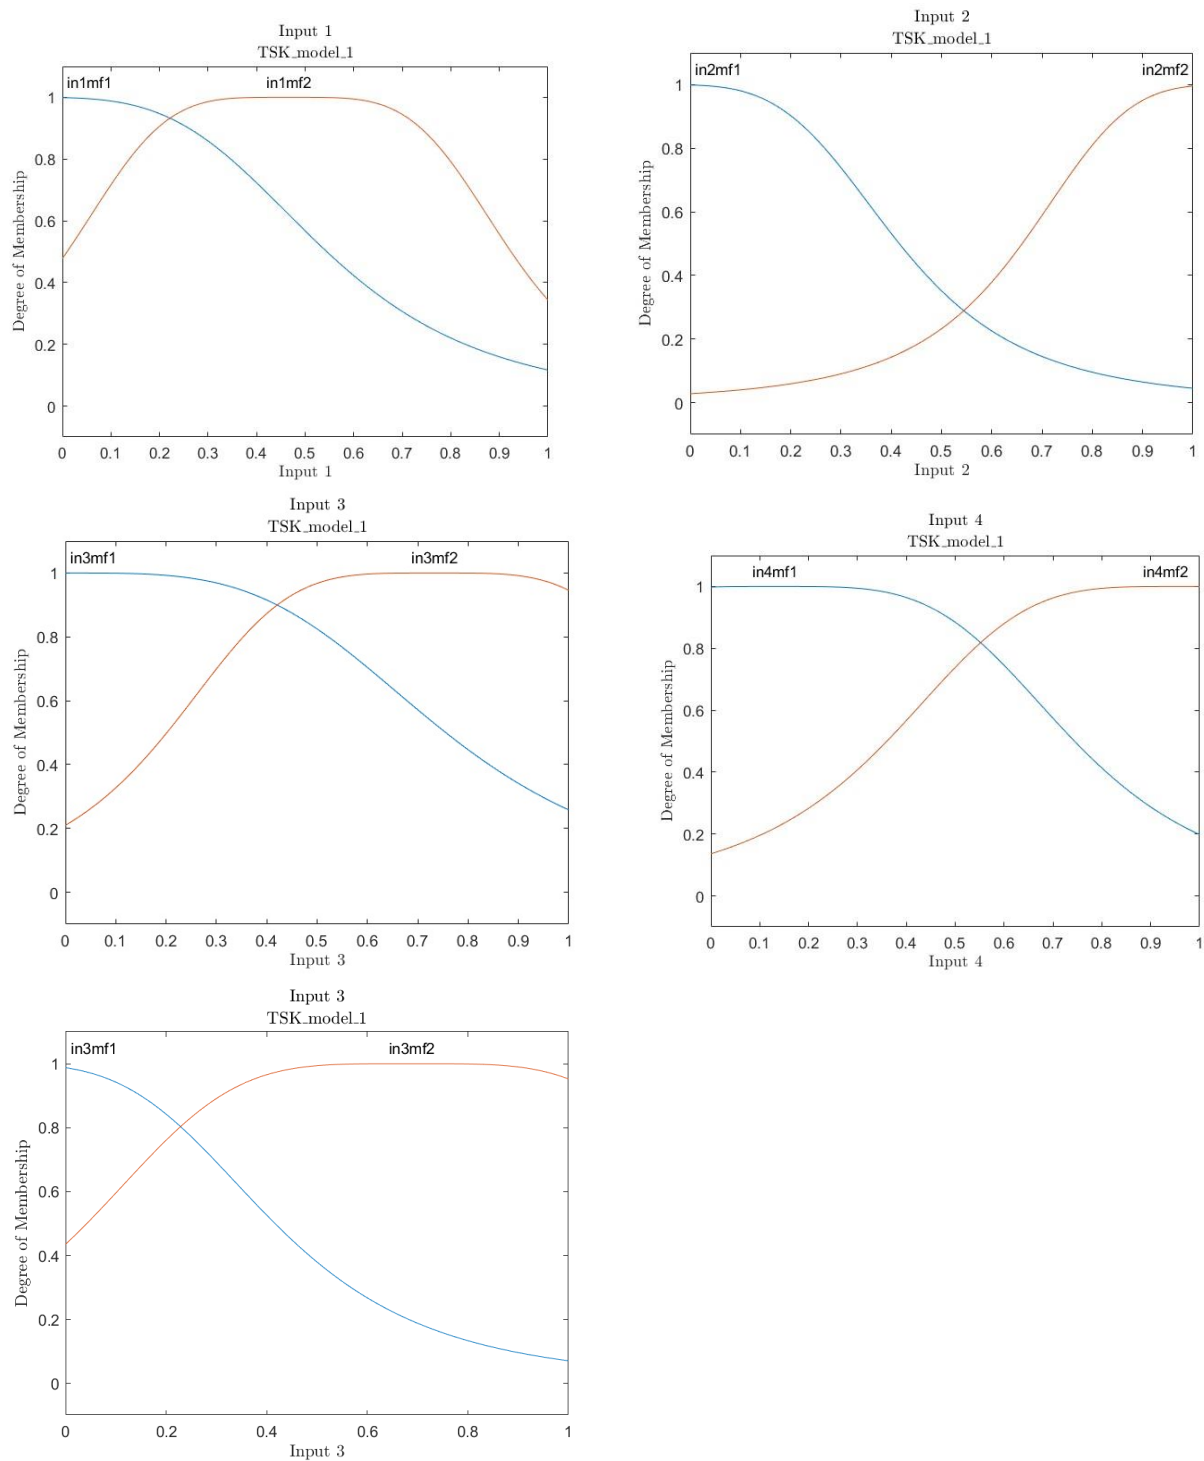 Input 1
TSK_model_1
in1mf1 in1mf2
1
0.8
0.6
0.4
0.2
0
Degree of Membership
0 0.1 0.2 0.3 0.4 0.5 0.6 0.7 0.8 0.9 1
Input 1
Input 2
TSK_model_1
in2mf1 in2mf2
1
0.8
0.6
0.4
0.2
0
Degree of Membership
0 0.1 0.2 0.3 0.4 0.5 0.6 0.7 0.8 0.9 1
Input 2
Input 3
TSK_model_1
in3mf1 in3mf2
1
0.8
0.6
0.4
0.2
0
Degree of Membership
0 0.1 0.2 0.3 0.4 0.5 0.6 0.7 0.8 0.9 1
Input 3
Input 4
TSK_model_1
in4mf1 in4mf2
1
0.8
0.6
0.4
0.2
0
Degree of Membership
0 0.1 0.2 0.3 0.4 0.5 0.6 0.7 0.8 0.9 1
Input 4
Input 3
TSK_model_1
in3mf1 in3mf2
1
0.8
0.6
0.4
0.2
0
Degree of Membership
0 0.2 0.4 0.6 0.8 1
Input 3